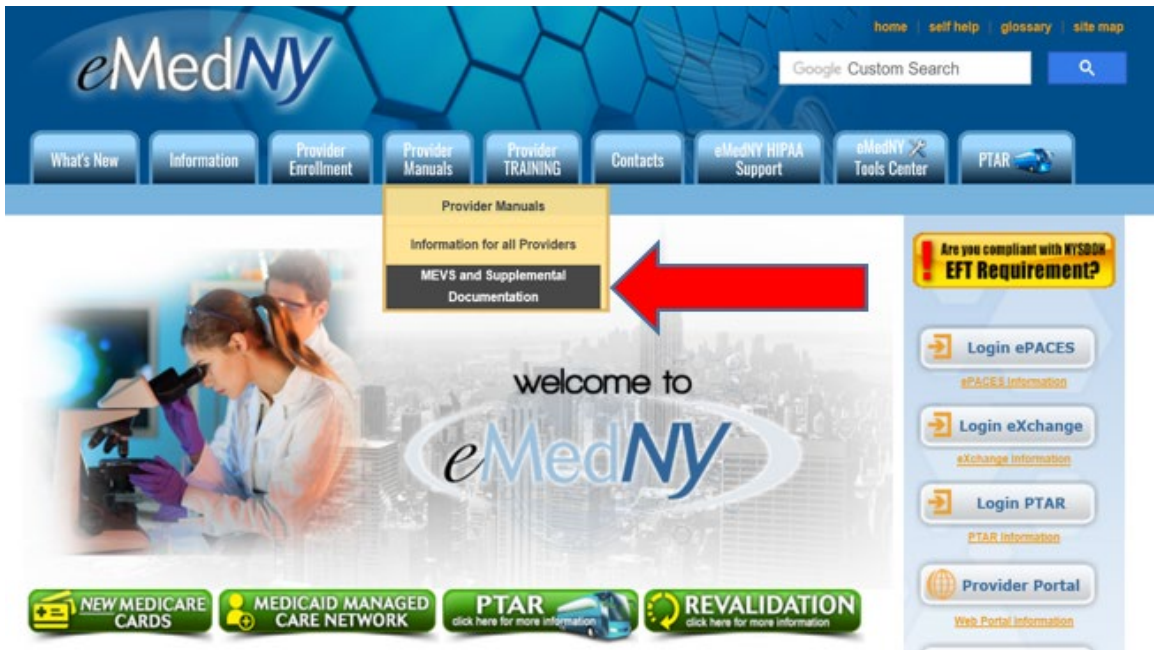 home | self help | glossary | site map
eMedNY
Google Custom Search
What's New
Information
Provider
Enrollment
Provider
Manuals
Provider
TRAINING
Contacts
eMedNY HIPAA
Support
eMedNY
Tools Center
PTAR
Provider Manuals
Information for all Providers
MEVS and Supplemental
Documentation
! Are you compliant with NYSDOH
EFT Requirement?
Login ePACES
ePACES Information
Login eXchange
eXchange Information
Login PTAR
PTAR Information
Provider Portal
Web Portal Information
welcome to
eMedNY
NEW MEDICARE
CARDS
MEDICAID MANAGED
CARE NETWORK
PTAR
click here for more information
REVALIDATION
click here for more information